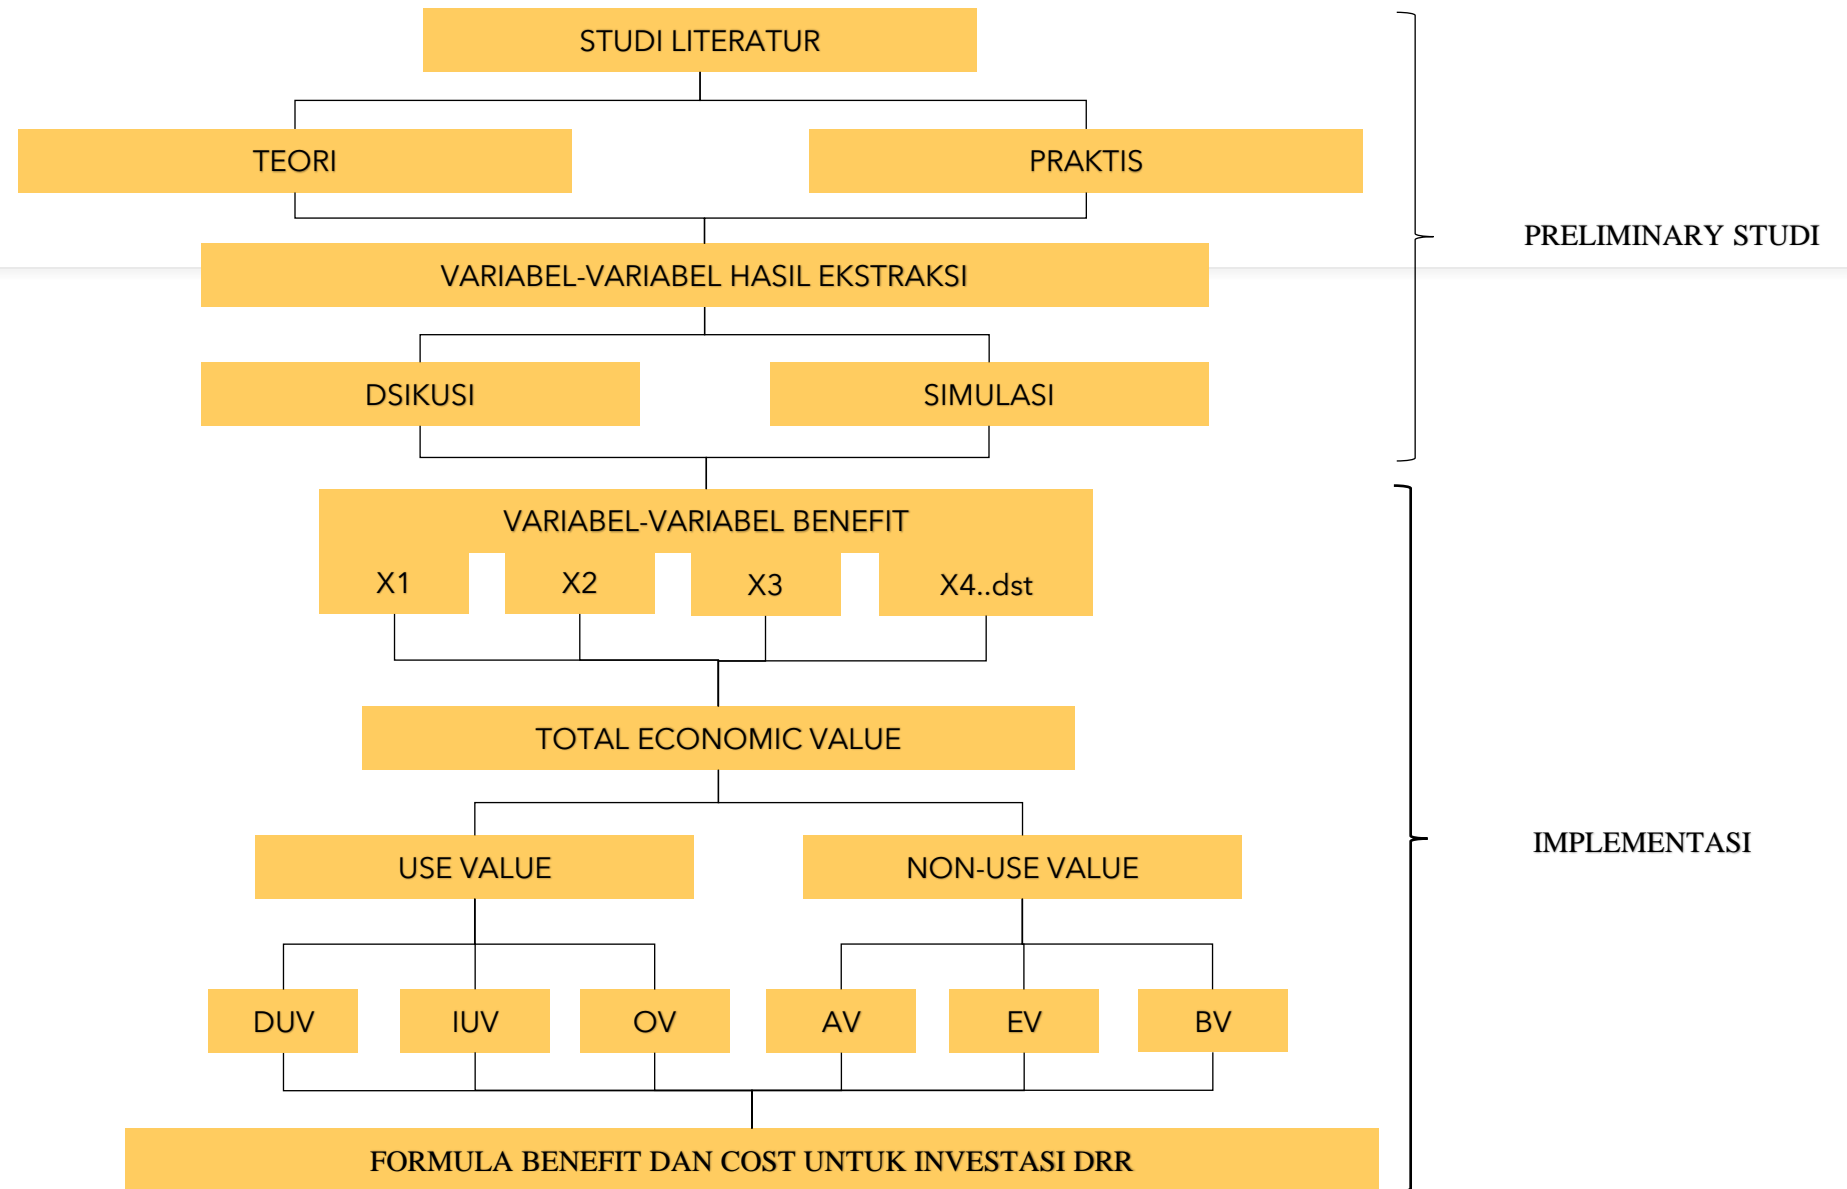 STUDI LITERATUR
TEORI
PRAKTIS
PRELIMINARY STUDI
VARIABEL-VARIABEL HASIL EKSTRAKSI
DSIKUSI
SIMULASI
VARIABEL-VARIABEL BENEFIT
X1
X2
X3
X4..dst
TOTAL ECONOMIC VALUE
IMPLEMENTASI
USE VALUE
NON-USE VALUE
DUV
IUV
OV
AV
EV
BV
FORMULA BENEFIT DAN COST UNTUK INVESTASI DRR